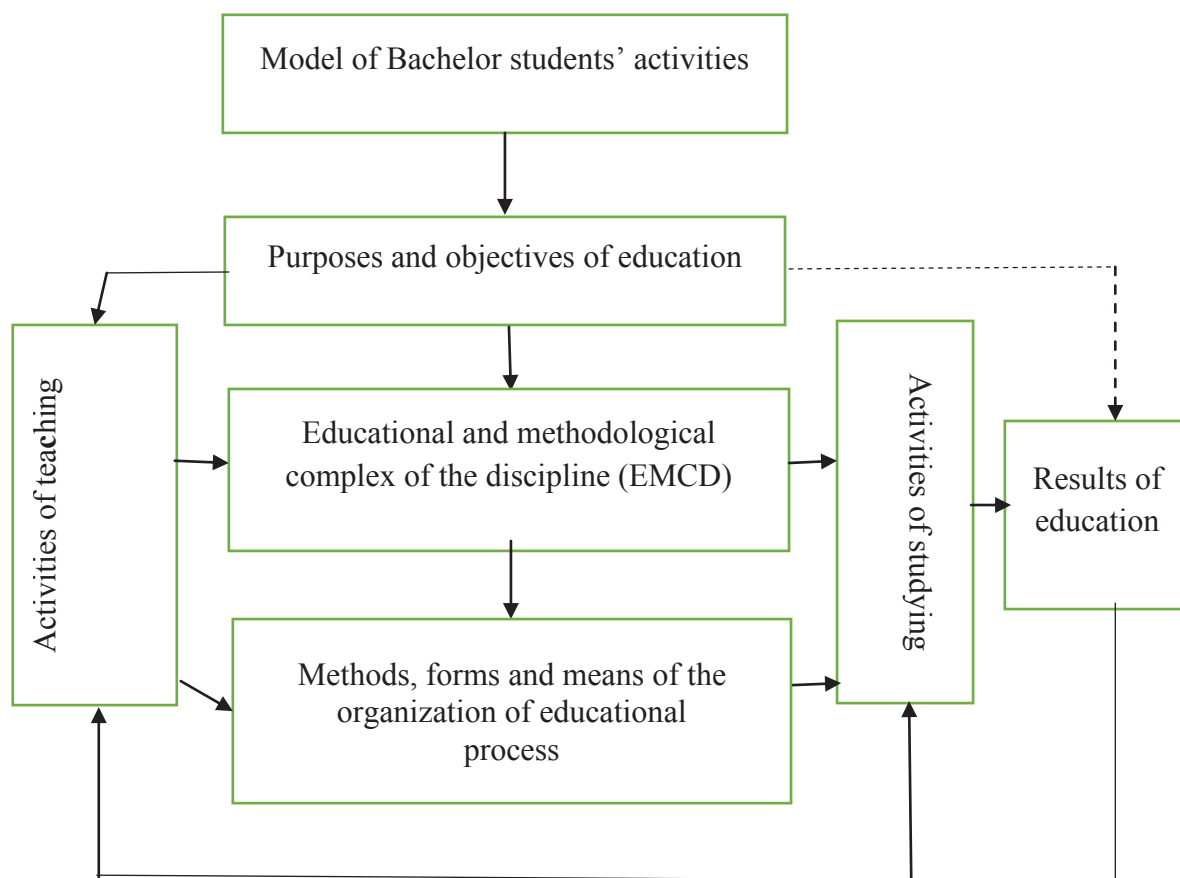 Model of Bachelor students’ activities
Purposes and objectives of education
Activities of teaching
Educational and methodological
complex of the discipline (EMCD)
Methods, forms and means of the
organization of educational
process
Activities of studying
Results of
education